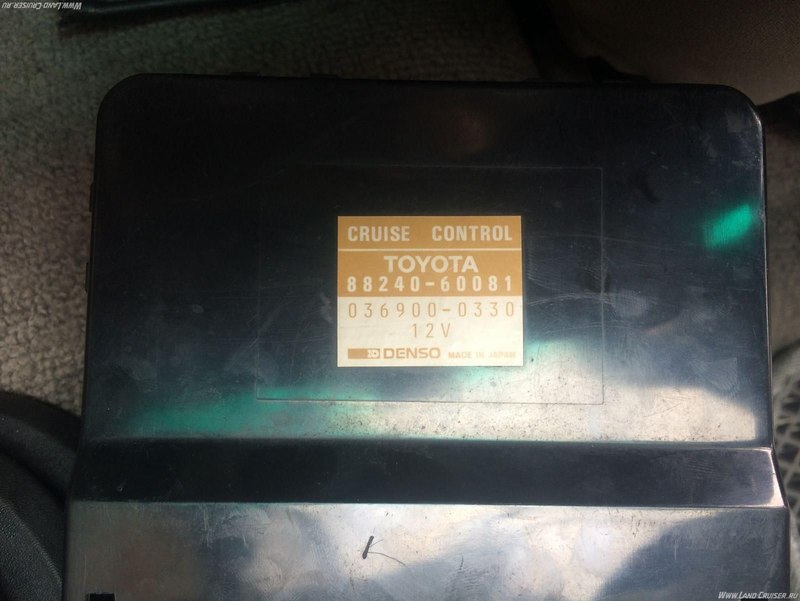 WWW.LAND CRUISER.RU
CRUISE CONTROL
TOYOTA
88240-60081
036900-0330
12V
DENSO MADE IN JAPAN
WWW.LAND CRUISER.RU